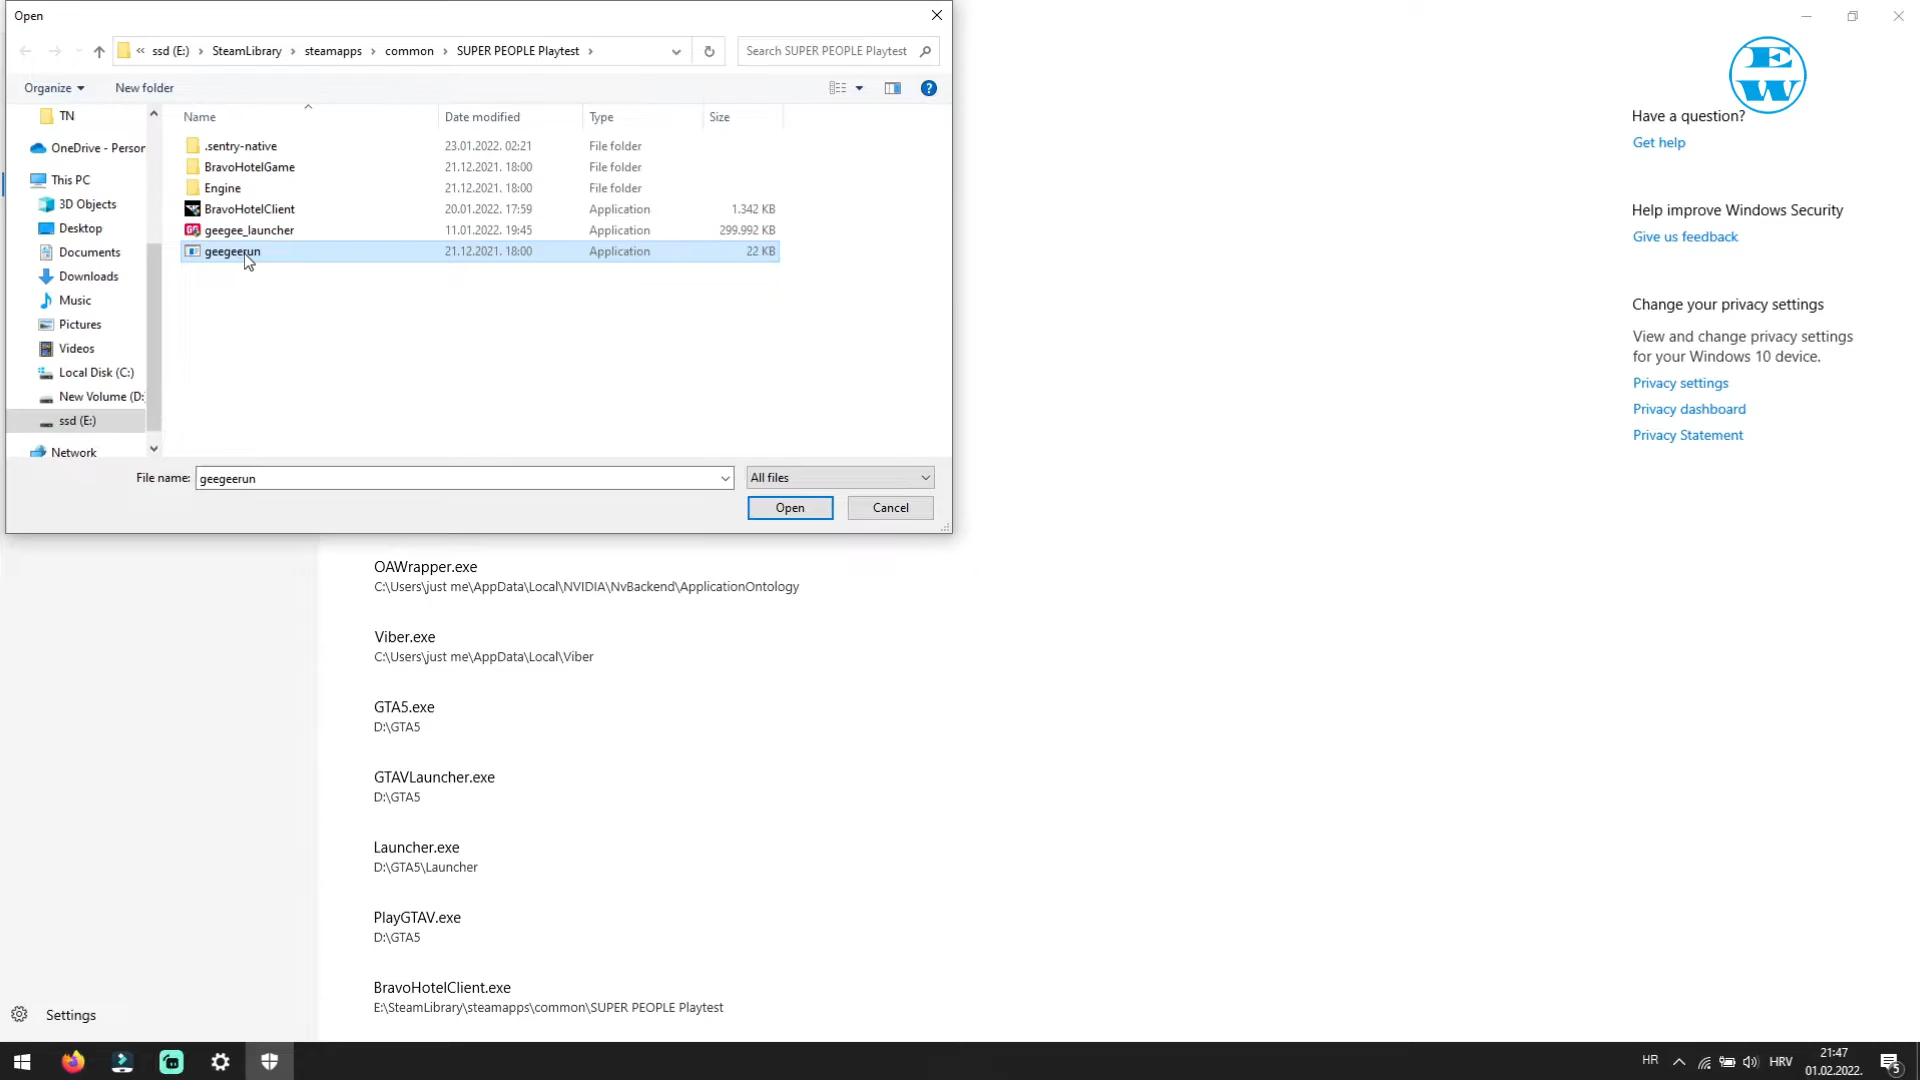 Open
« ssd (E:) › SteamLibrary › steamapps › common › SUPER PEOPLE Playtest ›
Search SUPER PEOPLE Playtest
Organize
New folder
?
Name Date modified Type Size
.sentry-native 23.01.2022. 02:21 File folder
BravoHotelGame 21.12.2021. 18:00 File folder
Engine 21.12.2021. 18:00 File folder
BravoHotelClient 20.01.2022. 17:59 Application 1.342 KB
geegee_launcher 11.01.2022. 19:45 Application 299.992 KB
geegeerun 21.12.2021. 18:00 Application 22 KB
TN
OneDrive - Person
This PC
3D Objects
Desktop
Documents
Downloads
Music
Pictures
Videos
Local Disk (C:)
New Volume (D:
ssd (E:)
Network
File name: geegeerun
All files
Open
Cancel
E
W
Have a question?
Get help
Help improve Windows Security
Give us feedback
Change your privacy settings
View and change privacy settings
for your Windows 10 device.
Privacy settings
Privacy dashboard
Privacy Statement
OAWrapper.exe
C:\Users\just me\AppData\Local\NVIDIA\NvBackend\ApplicationOntology
Viber.exe
C:\Users\just me\AppData\Local\Viber
GTA5.exe
D:\GTA5
GTAVLauncher.exe
D:\GTA5
Launcher.exe
D:\GTA5\Launcher
PlayGTAV.exe
D:\GTA5
BravoHotelClient.exe
E:\SteamLibrary\steamapps\common\SUPER PEOPLE Playtest
Settings
HR
HRV
21:47
01.02.2022.
5